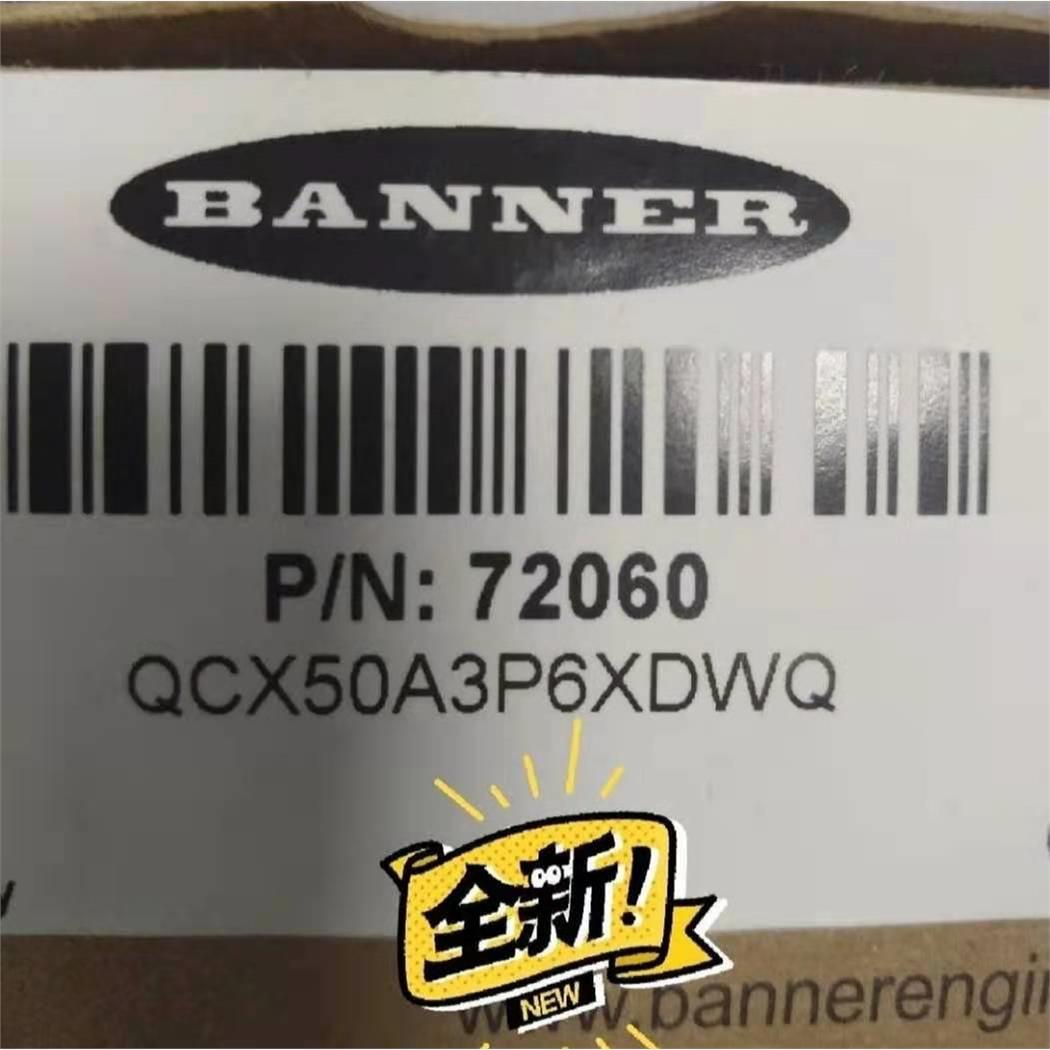 BANNER
P/N: 72060
QCX50A3P6XDWQ
全新!
NEW
www.bannerengi